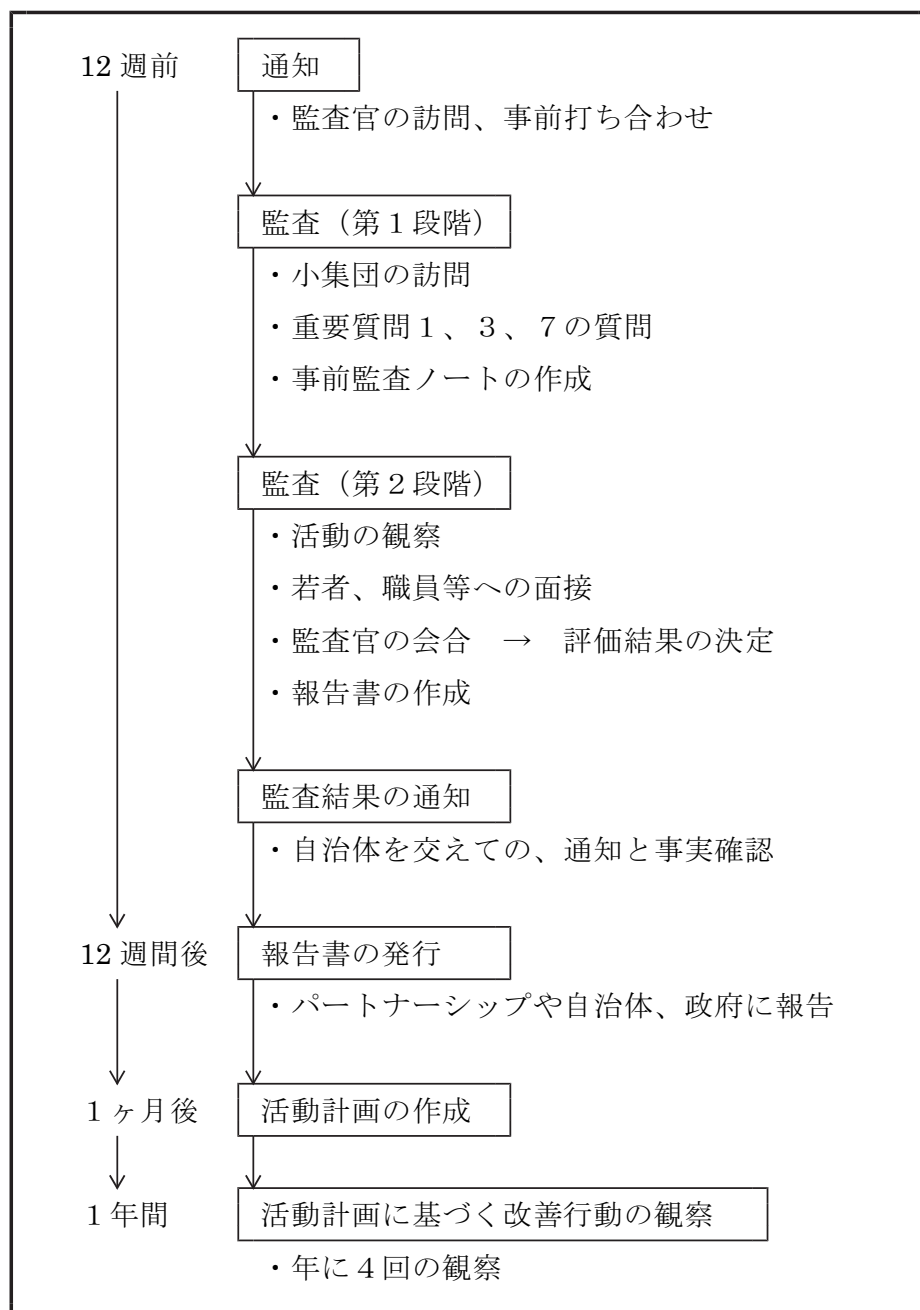 12週前 通知
・監査官の訪問、事前打ち合わせ
監査（第１段階）
・小集団の訪問
・重要質問１、３、７の質問
・事前監査ノートの作成
監査（第２段階）
・活動の観察
・若者、職員等への面接
・監査官の会合　→　評価結果の決定
・報告書の作成
監査結果の通知
・自治体を交えての、通知と事実確認
12週間後 報告書の発行
・パートナーシップや自治体、政府に報告
１ヶ月後 活動計画の作成
１年間 活動計画に基づく改善行動の観察
・年に４回の観察